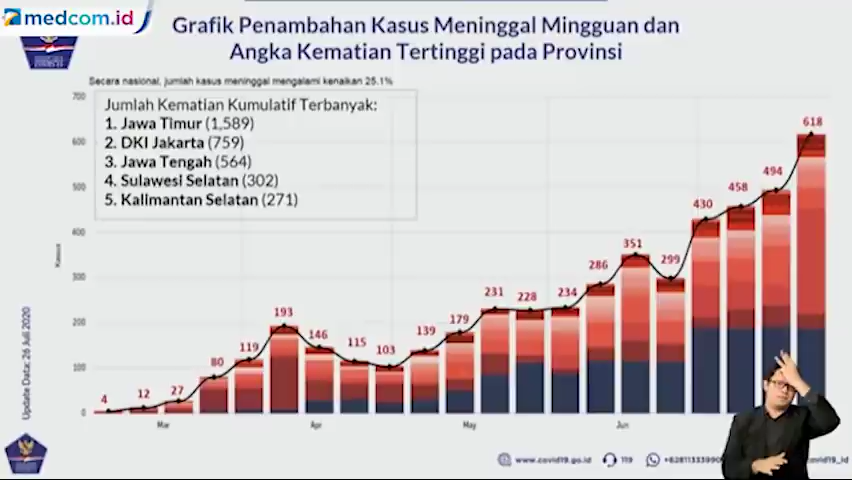 medcom.id
Grafik Penambahan Kasus Meninggal Mingguan dan
Angka Kematian Tertinggi pada Provinsi
Secara nasional, jumlah kasus meninggal mengalami kenaikan 25.1%
Jumlah Kematian Kumulatif Terbanyak:
1. Jawa Timur (1,589)
2. DKI Jakarta (759)
3. Jawa Tengah (564)
4. Sulawesi Selatan (302)
5. Kalimantan Selatan (271)
700
600
500
400
300
200
100
0
Kasus
4
12
27
80
119
193
146
115
103
139
179
231
228
234
286
351
299
430
458
494
618
Mar
Apr
May
Jun
Update Data: 26 Juli 2020
www.covid19.go.id
119
+6281133399
covid19_id